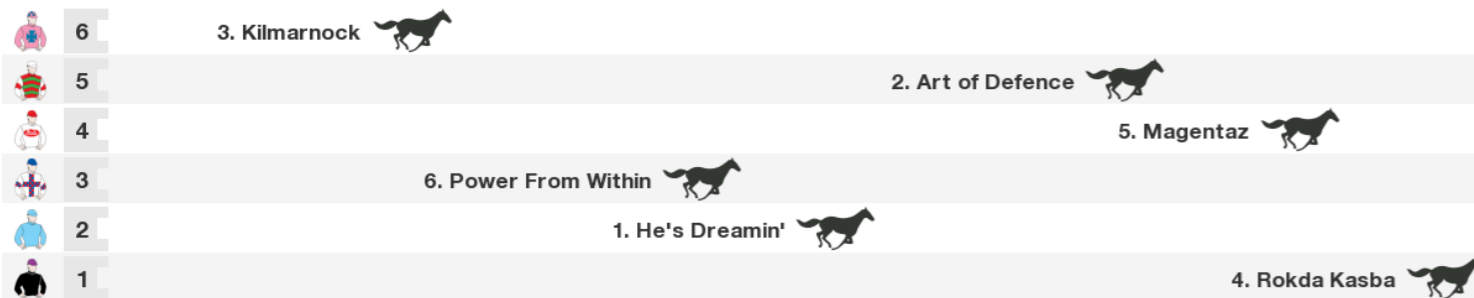 6 3. Kilmarnock
5 2. Art of Defence
4 5. Magentaz
3 6. Power From Within
2 1. He's Dreamin'
1 4. Rokda Kasba